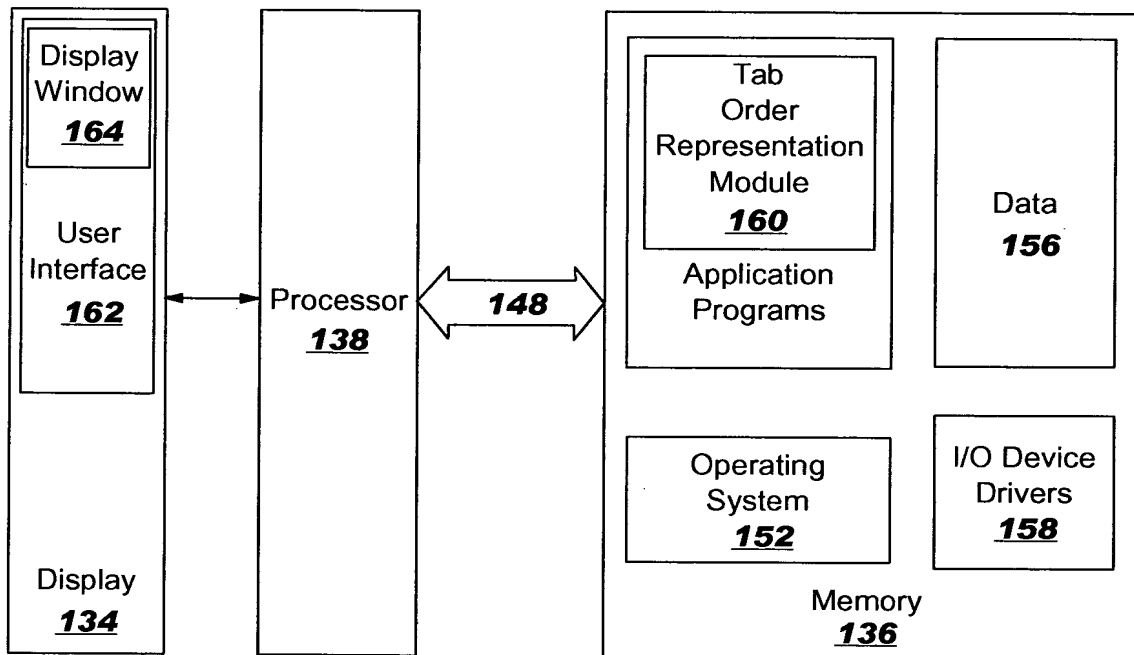 Display
Window
164
User
Interface
162
Display
134
Processor
138
148
Tab
Order
Representation
Module
160
Application
Programs
Data
156
Operating
System
152
I/O Device
Drivers
158
Memory
136